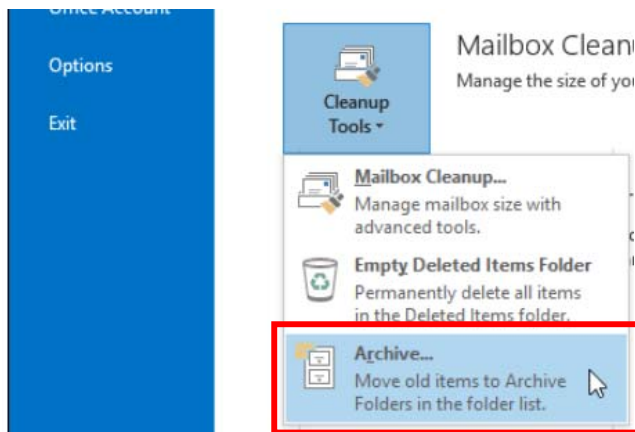 Office Account
Options
Exit
Cleanup
Tools
Mailbox
Manage the size of
Mailbox Cleanup...
Manage mailbox size with
advanced tools.
Empty Deleted Items Folder
Permanently delete all items
in the Deleted Items folder.
Archive...
Move old items to Archive
Folders in the folder list.